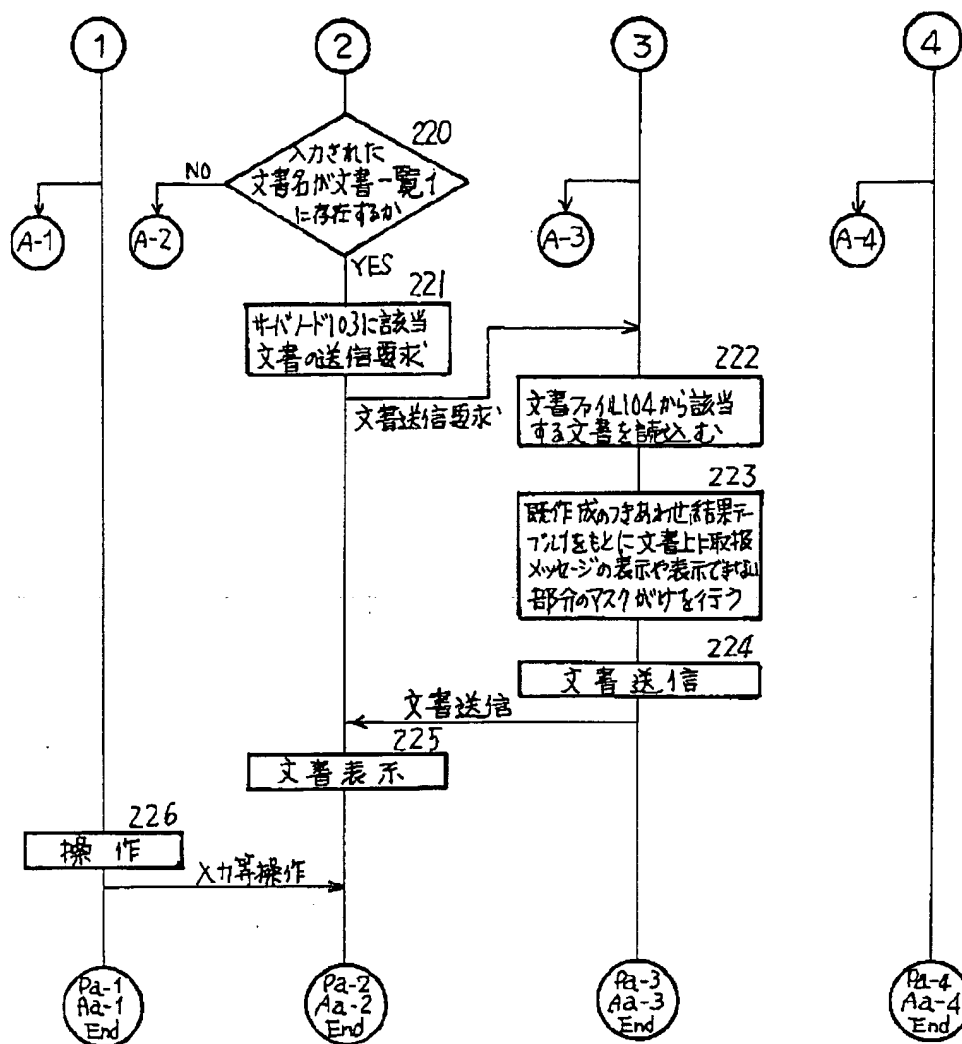 1
2
3
4
220
入力された
文書名が文書一覧1
に存在するか
NO
YES
A-1
A-2
A-3
A-4
221
サーバノード103に該当
文書の送信要求
文書送信要求
222
文書ファイル104から該当
する文書を読込む
223
既作成のつきあわせ結果テー
ブル1をもとに文書上に取扱
メッセージの表示や表示できない
部分のマスクがけを行う
224
文書送信
文書送信
225
文書表示
226
操作
入力等操作
Pa-1
Aa-1
End
Pa-2
Aa-2
End
Pa-3
Aa-3
End
Pa-4
Aa-4
End